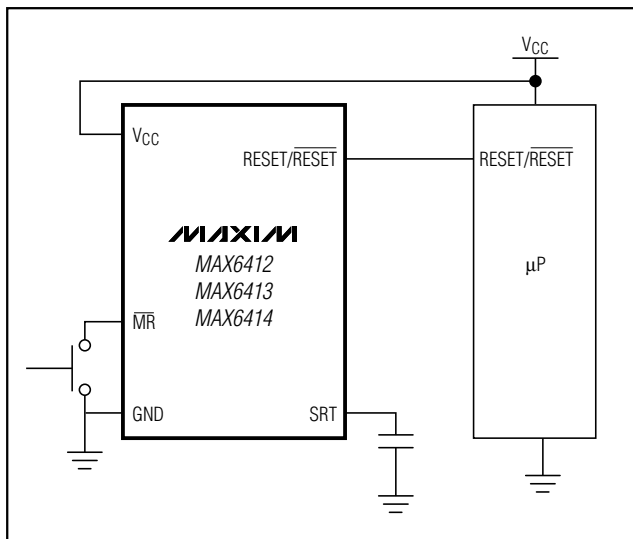 VCC
VCC
RESET/RESET
RESET/RESET
MAXIM
MAX6412
MAX6413
MAX6414
µP
MR
GND
SRT